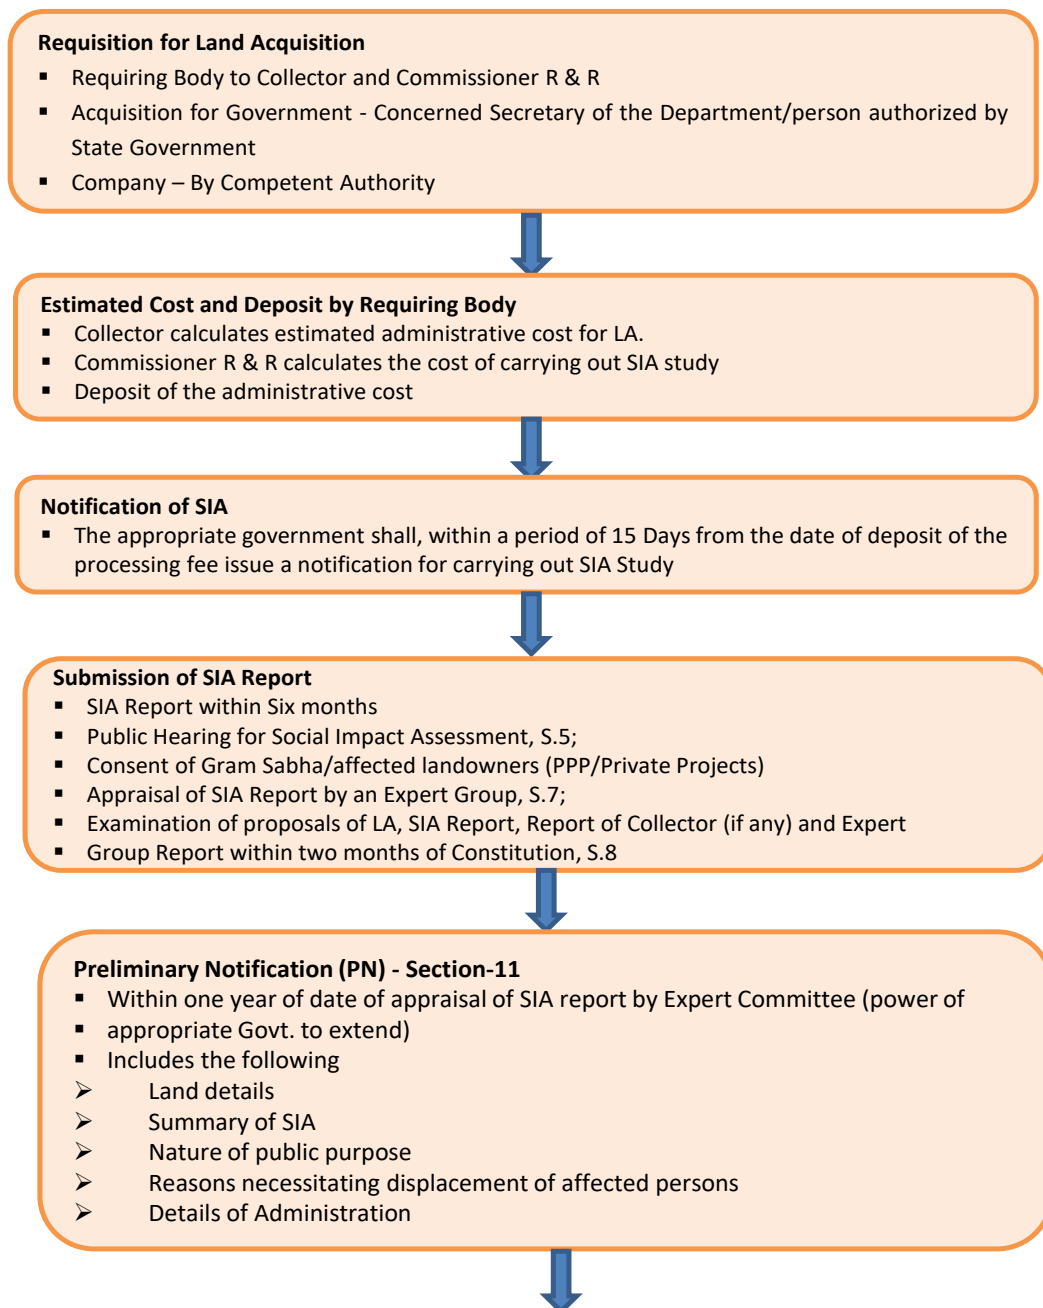 Requisition for Land Acquisition
▪ Requiring Body to Collector and Commissioner R & R
▪ Acquisition for Government - Concerned Secretary of the Department/person authorized by
State Government
▪ Company – By Competent Authority
Estimated Cost and Deposit by Requiring Body
▪ Collector calculates estimated administrative cost for LA.
▪ Commissioner R & R calculates the cost of carrying out SIA study
▪ Deposit of the administrative cost
Notification of SIA
▪ The appropriate government shall, within a period of 15 Days from the date of deposit of the
processing fee issue a notification for carrying out SIA Study
Submission of SIA Report
▪ SIA Report within Six months
▪ Public Hearing for Social Impact Assessment, S.5;
▪ Consent of Gram Sabha/affected landowners (PPP/Private Projects)
▪ Appraisal of SIA Report by an Expert Group, S.7;
▪ Examination of proposals of LA, SIA Report, Report of Collector (if any) and Expert
▪ Group Report within two months of Constitution, S.8
Preliminary Notification (PN) - Section-11
▪ Within one year of date of appraisal of SIA report by Expert Committee (power of
▪ appropriate Govt. to extend)
▪ Includes the following
➢ Land details
➢ Summary of SIA
➢ Nature of public purpose
➢ Reasons necessitating displacement of affected persons
➢ Details of Administration